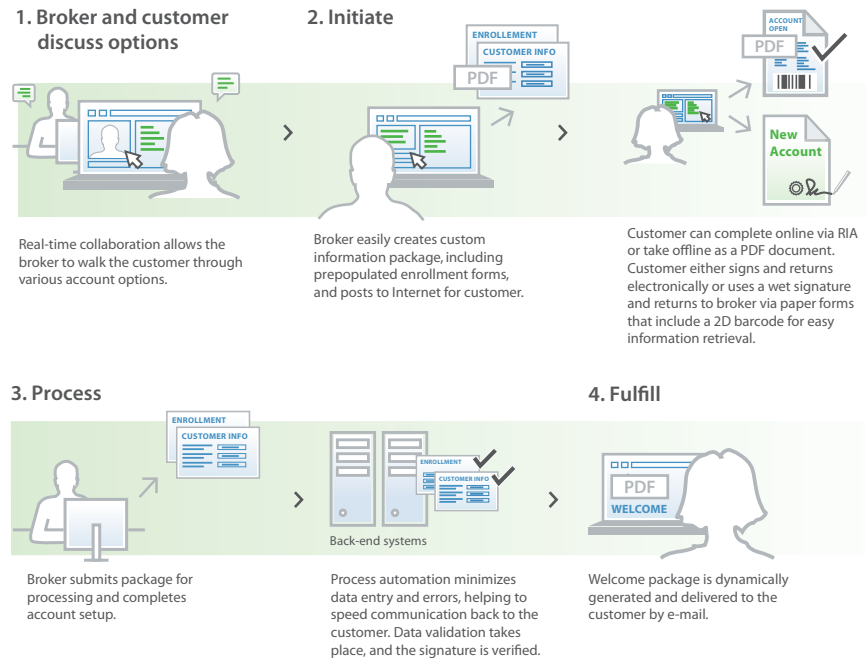 1. Broker and customer
discuss options
2. Initiate
ENROLLEMENT
CUSTOMER INFO
PDF
ACCOUNT
OPEN
PDF
New
Account
Real-time collaboration allows the
broker to walk the customer through
various account options.
Broker easily creates custom
information package, including
prepopulated enrollment forms,
and posts to Internet for customer.
Customer can complete online via RIA
or take offline as a PDF document.
Customer either signs and returns
electronically or uses a wet signature
and returns to broker via paper forms
that include a 2D barcode for easy
information retrieval.
3. Process
4. Fulfill
ENROLLMENT
CUSTOMER INFO
ENROLLMENT
CUSTOMER INFO
PDF
WELCOME
Back-end systems
Broker submits package for
processing and completes
account setup.
Process automation minimizes
data entry and errors, helping to
speed communication back to the
customer. Data validation takes
place, and the signature is verified.
Welcome package is dynamically
generated and delivered to the
customer by e-mail.